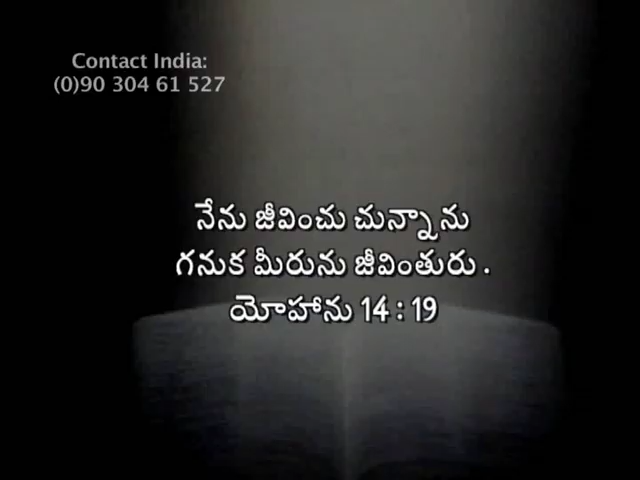 Contact India:
(0)90 304 61 527
నేను జీవించు చున్నాను
గనుక మీరును జీవింతురు.
యోహాను 14 : 19